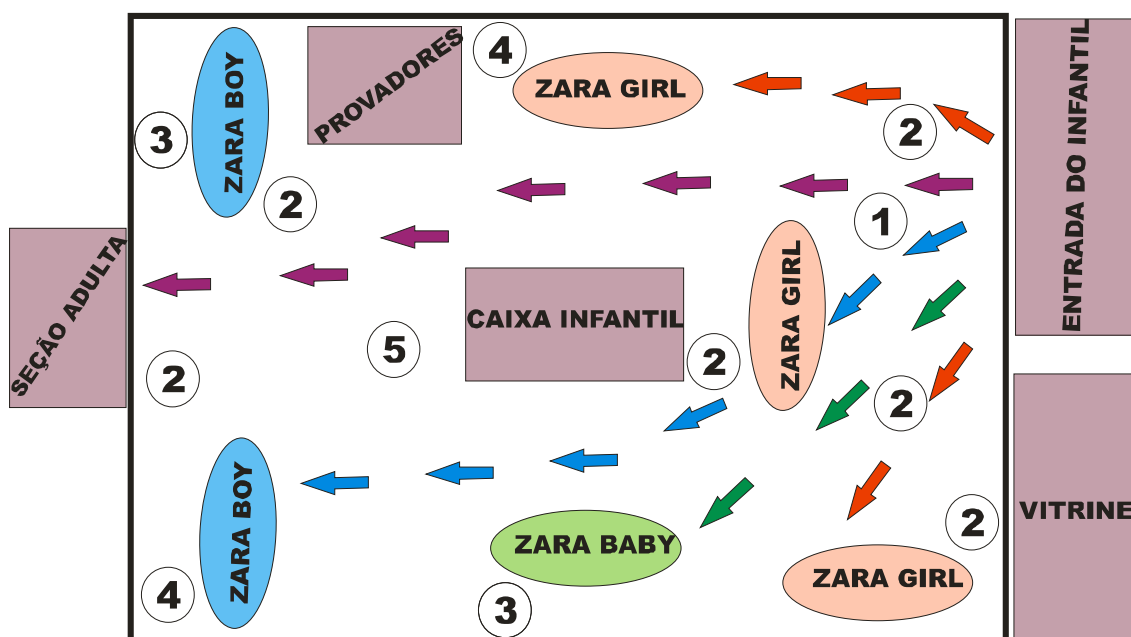 ZARA BOY
PROVADORES
4
ZARA GIRL
2
ENTRADA DO INFANTIL
3
2
1
SEÇÃO ADULTA
CAIXA INFANTIL
ZARA GIRL
5
2
2
2
ZARA BOY
ZARA BABY
2
VITRINE
ZARA GIRL
4
3